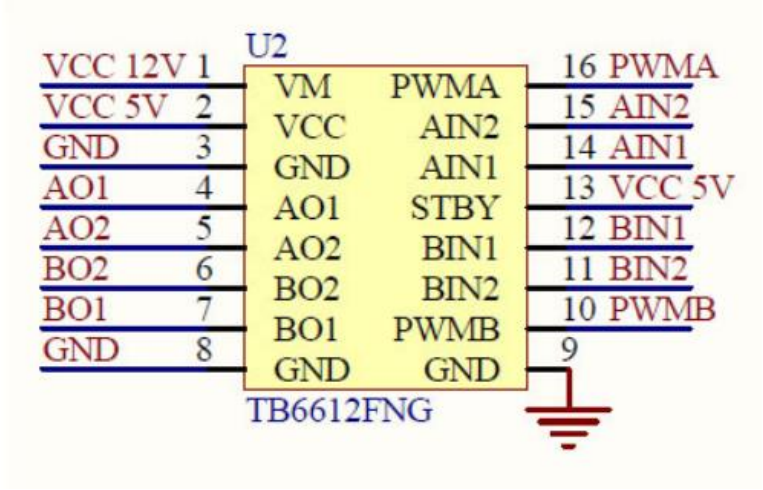 U2
VCC 12V 1 VM PWMA 16 PWMA
VCC 5V 2 VCC AIN2 15 AIN2
GND 3 GND AIN1 14 AIN1
AO1 4 AO1 STBY 13 VCC 5V
AO2 5 AO2 BIN1 12 BIN1
BO2 6 BO2 BIN2 11 BIN2
BO1 7 BO1 PWMB 10 PWMB
GND 8 GND GND 9
TB6612FNG